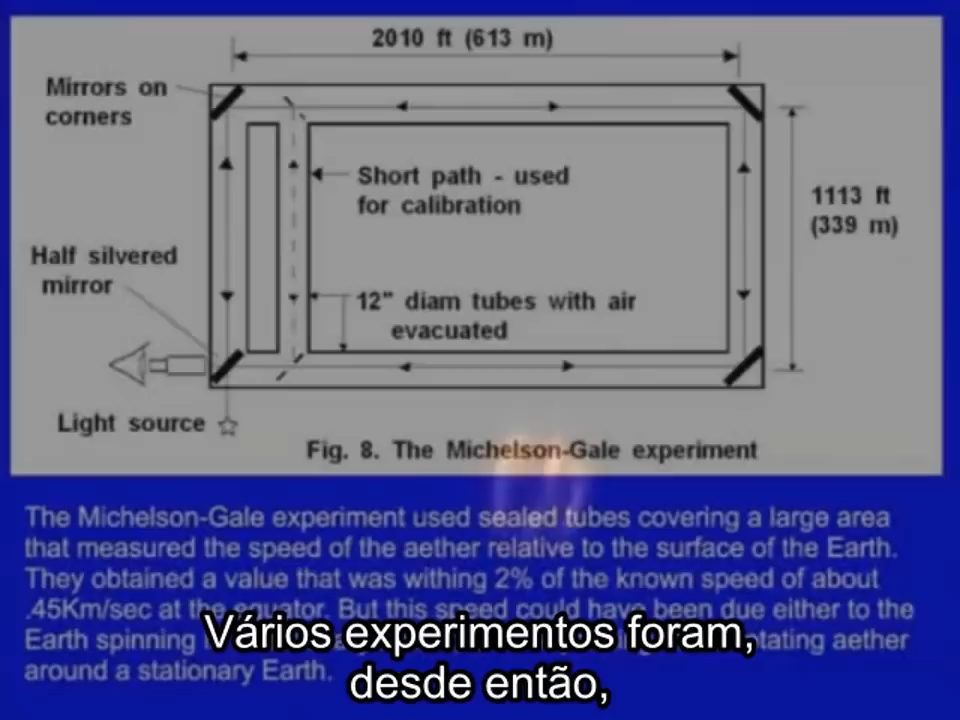 2010 ft (613 m)
Mirrors on
corners
Short path - used
for calibration
1113 ft
(339 m)
Half silvered
mirror
12" diam tubes with air
evacuated
Light source
Fig. 8. The Michelson-Gale experiment
The Michelson-Gale experiment used sealed tubes covering a large area
that measured the speed of the aether relative to the surface of the Earth.
They obtained a value that was withing 2% of the known speed of about
.45Km/sec at the equator. But this speed could have been due either to the
Earth spinning tating aether
around a stationary Earth.
Vários experimentos foram,
desde então,